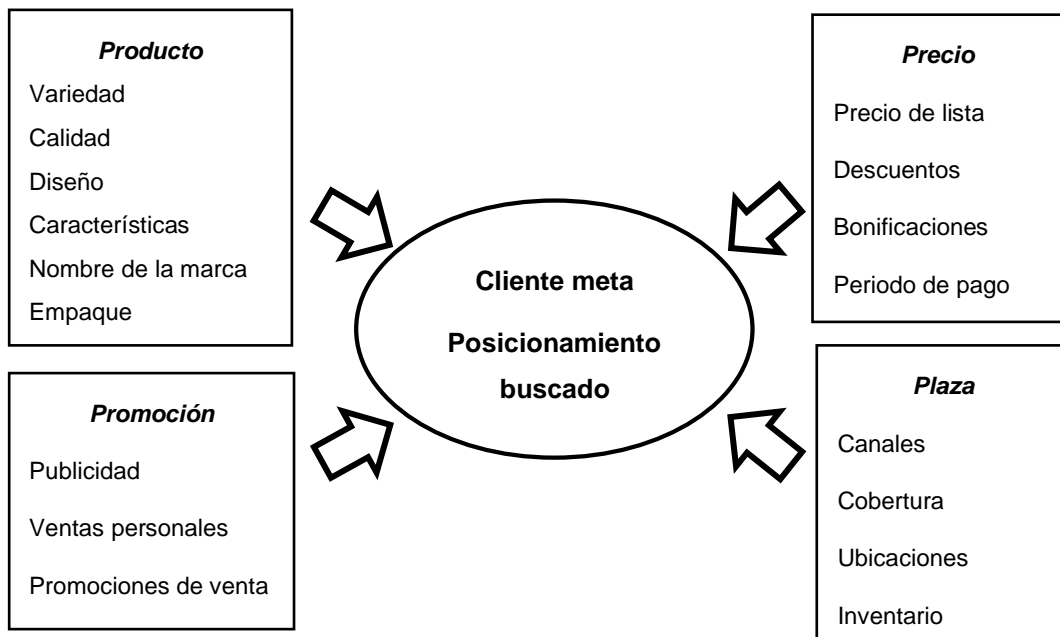 Producto
Variedad
Calidad
Diseño
Características
Nombre de la marca
Empaque
Precio
Precio de lista
Descuentos
Bonificaciones
Periodo de pago
Cliente meta
Posicionamiento
buscado
Promoción
Publicidad
Ventas personales
Promociones de venta
Plaza
Canales
Cobertura
Ubicaciones
Inventario